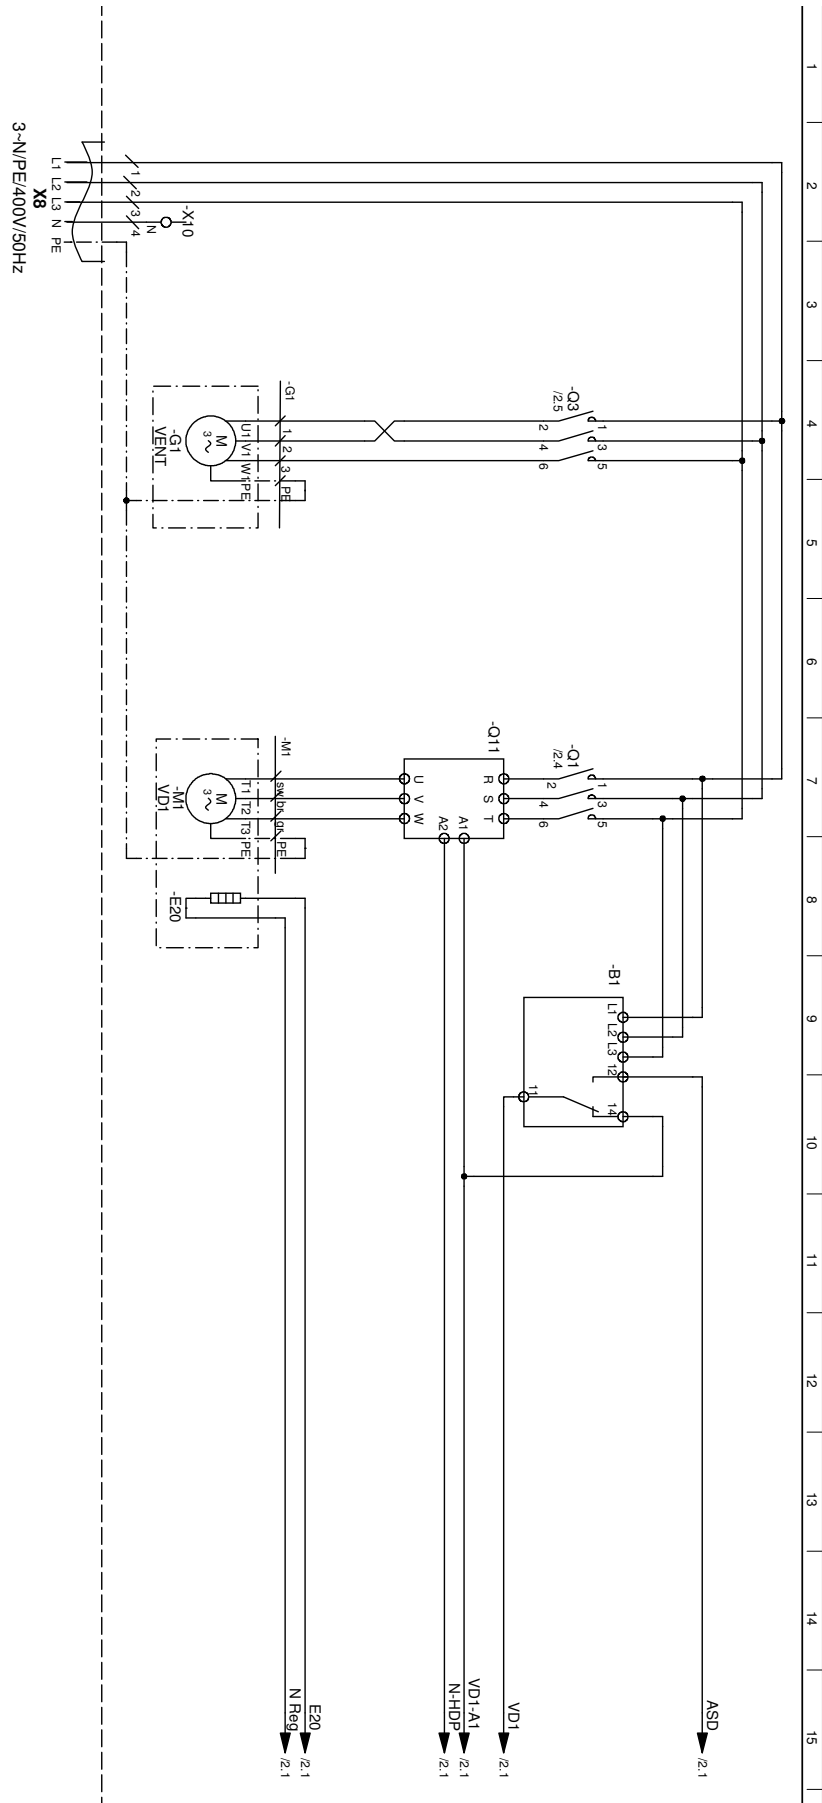 1
2
3
4
5
6
7
8
9
10
11
12
13
14
15
3~N/PE/400V/50Hz
X8
L1
L2
L3
N
PE
1
2
3
4
N
-X10
-G1
1
2
3
PE
U1
V1
W1
PE
M
3~
-G1
VENT
-Q3
/2.5
1
3
5
2
4
6
-M1
sw
br
gr
PE
T1
T2
T3
PE
M
3~
-M1
VD1
-E20
-Q11
R
S
T
U
V
W
A1
A2
-Q1
/2.4
1
3
5
2
4
6
-B1
L1
L2
L3
12
14
11
ASD
/2.1
VD1
/2.1
VD1-A1
/2.1
N-HDP
/2.1
E20
/2.1
N Reg
/2.1